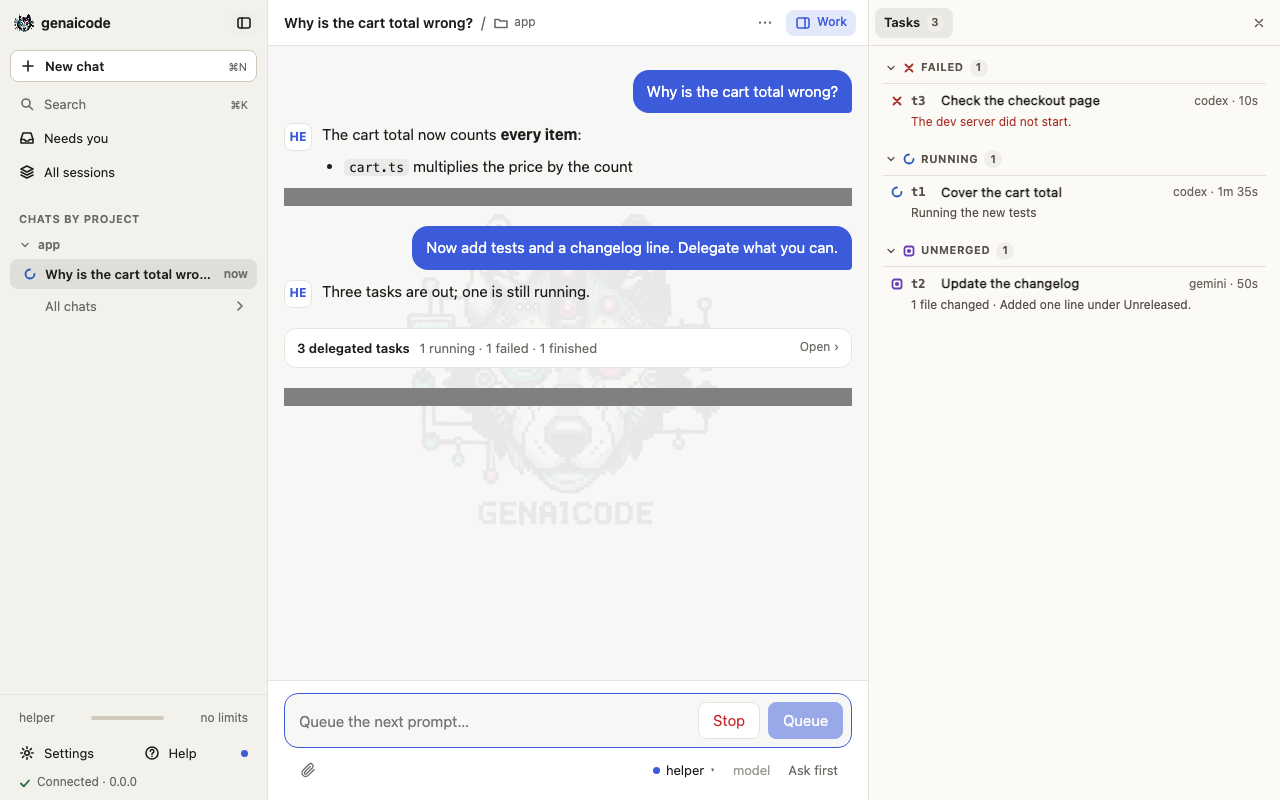 genaicode
New chat ⌘N
Search ⌘K
Needs you
All sessions
CHATS BY PROJECT
app
Why is the cart total wro... now
All chats
helper no limits
Settings Help
Connected · 0.0.0
Why is the cart total wrong? / app
Work
Why is the cart total wrong?
HE The cart total now counts every item:
• cart.ts multiplies the price by the count
Now add tests and a changelog line. Delegate what you can.
HE Three tasks are out; one is still running.
3 delegated tasks 1 running · 1 failed · 1 finished Open ›
GENAICODE
Queue the next prompt... Stop Queue
helper model Ask first
Tasks 3
FAILED 1
t3 Check the checkout page codex · 10s
The dev server did not start.
RUNNING 1
t1 Cover the cart total codex · 1m 35s
Running the new tests
UNMERGED 1
t2 Update the changelog gemini · 50s
1 file changed · Added one line under Unreleased.